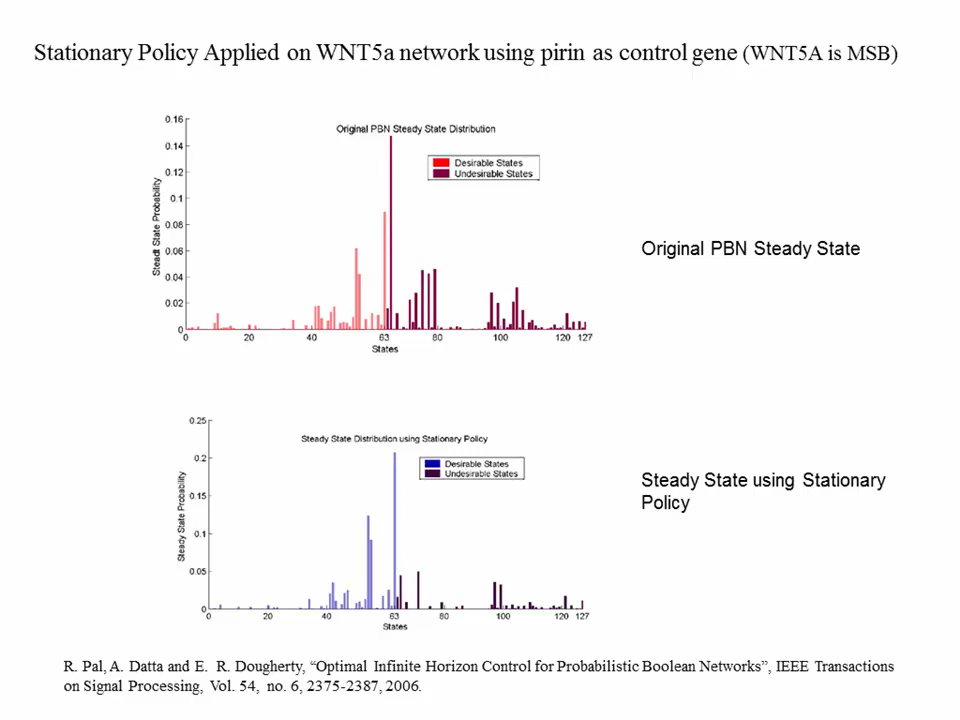 Stationary Policy Applied on WNT5a network using pirin as control gene (WNT5A is MSB)
0.16
Original PBN Steady State Distribution
0.14
Desirable States
0.12
Undesirable States
0.1
0.08
0.06
0.04
0.02
0
Steadt State Probability
0 20 40 63 80 100 120 127
States
Original PBN Steady State
0.25
Steady State Distribution using Stationary Policy
0.2
Desirable States
Undesirable States
0.15
0.1
0.05
0
Steady State Probability
0 20 40 63 80 100 120 127
States
Steady State using Stationary
Policy
R. Pal, A. Datta and E. R. Dougherty, “Optimal Infinite Horizon Control for Probabilistic Boolean Networks”, IEEE Transactions
on Signal Processing, Vol. 54, no. 6, 2375-2387, 2006.